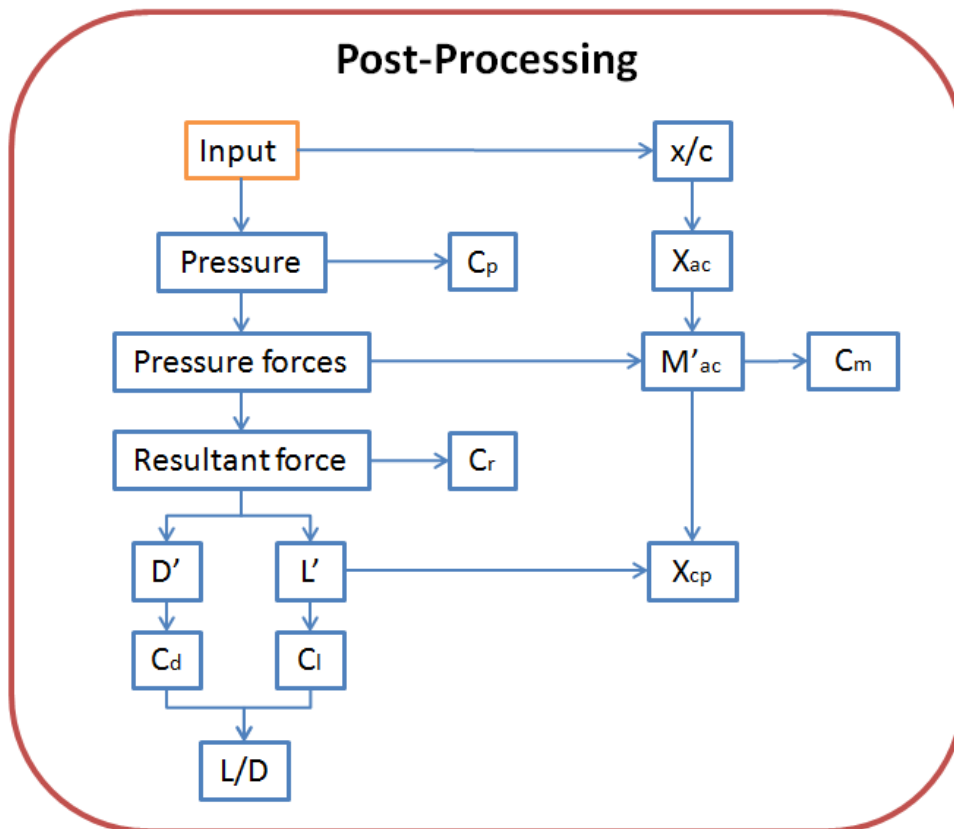 Post-Processing
Input
x/c
Pressure
Cp
Xac
Pressure forces
M’ac
Cm
Resultant force
Cr
D’
L’
Xcp
Cd
Cl
L/D